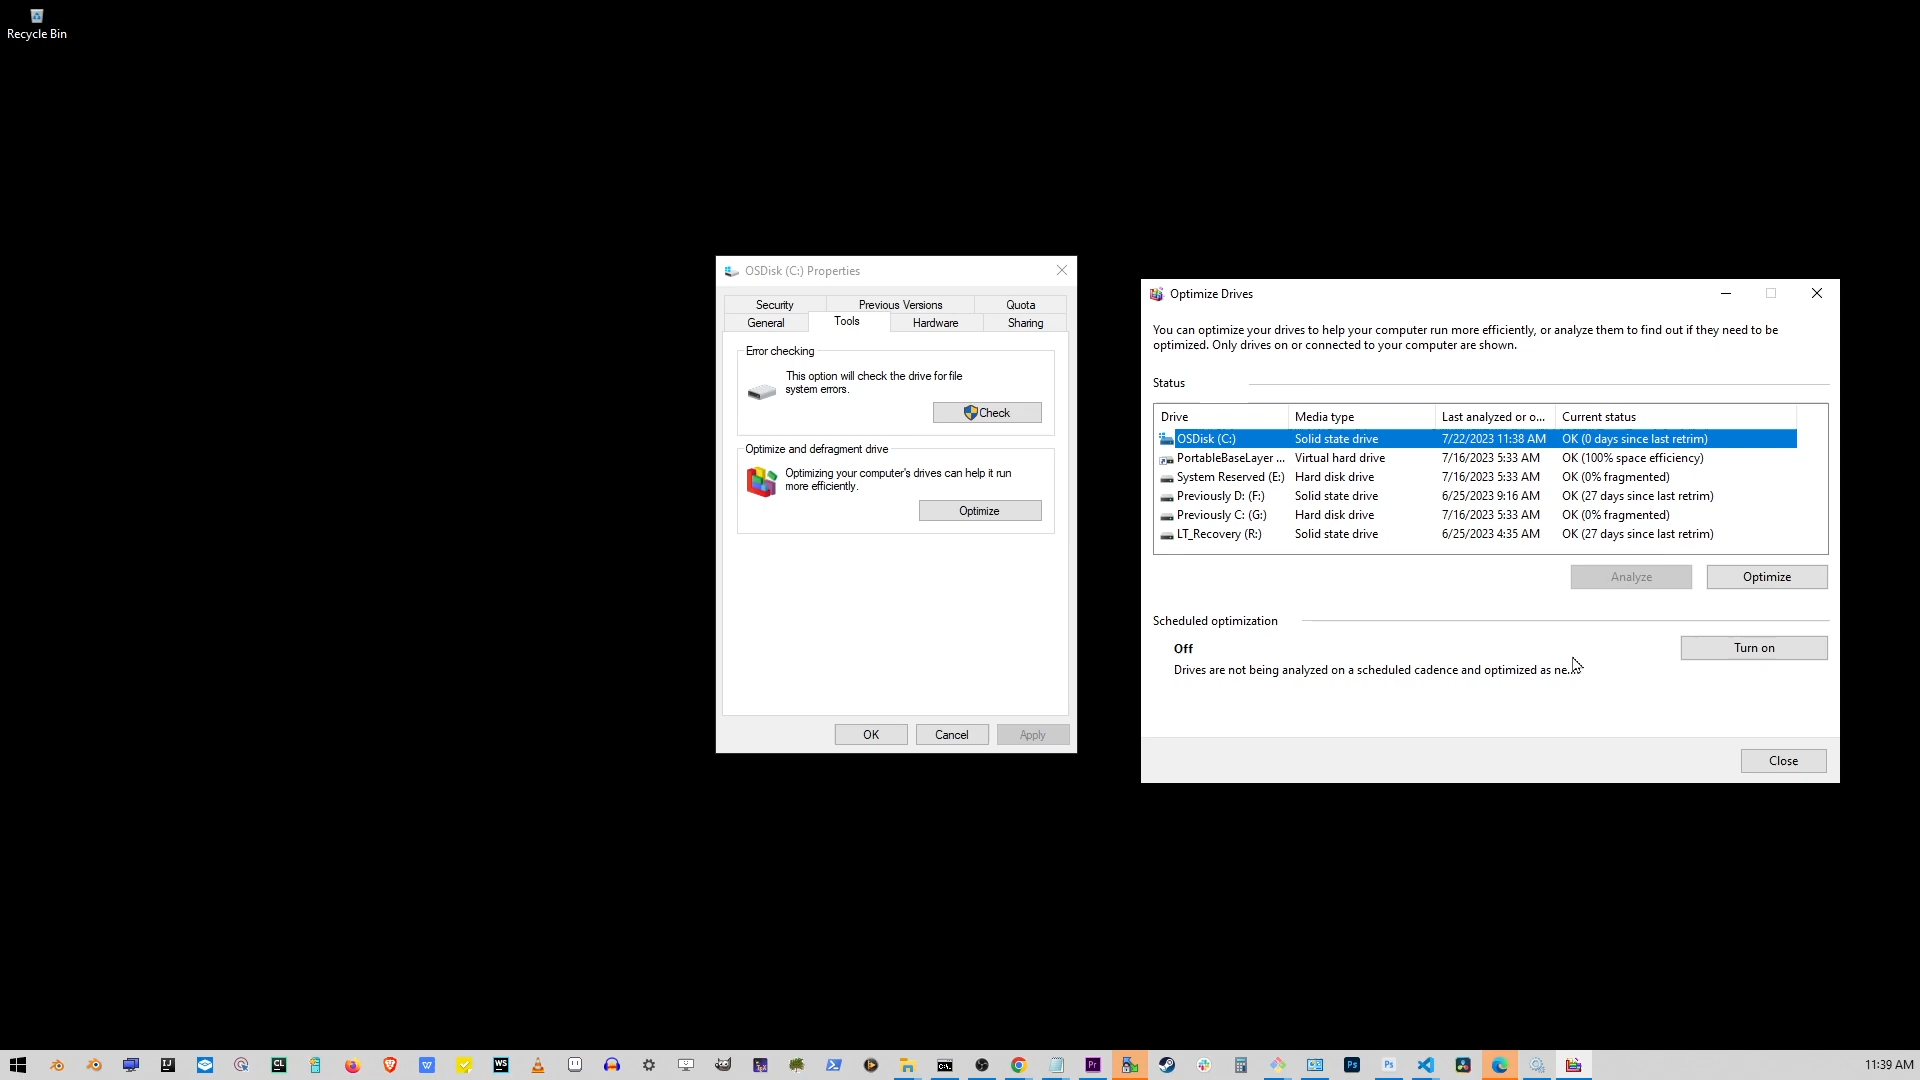 Recycle Bin
OSDisk (C:) Properties
Security Previous Versions Quota
General Tools Hardware Sharing
Error checking
This option will check the drive for file
system errors.
Check
Optimize and defragment drive
Optimizing your computer's drives can help it run
more efficiently.
Optimize
OK Cancel Apply
Optimize Drives
You can optimize your drives to help your computer run more efficiently, or analyze them to find out if they need to be
optimized. Only drives on or connected to your computer are shown.
Status
Drive Media type Last analyzed or o... Current status
OSDisk (C:) Solid state drive 7/22/2023 11:38 AM OK (0 days since last retrim)
PortableBaseLayer ... Virtual hard drive 7/16/2023 5:33 AM OK (100% space efficiency)
System Reserved (E:) Hard disk drive 7/16/2023 5:33 AM OK (0% fragmented)
Previously D: (F:) Solid state drive 6/25/2023 9:16 AM OK (27 days since last retrim)
Previously C: (G:) Hard disk drive 7/16/2023 5:33 AM OK (0% fragmented)
LT_Recovery (R:) Solid state drive 6/25/2023 4:35 AM OK (27 days since last retrim)
Analyze Optimize
Scheduled optimization
Off
Turn on
Drives are not being analyzed on a scheduled cadence and optimized as ne...
Close
11:39 AM